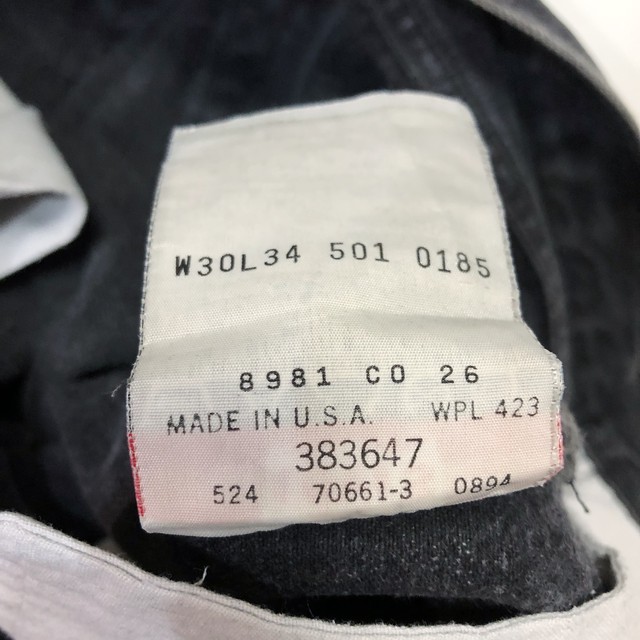 W30L34 501 0185
8981 CO 26
MADE IN U.S.A. WPL 423
383647
524 70661-3 0894